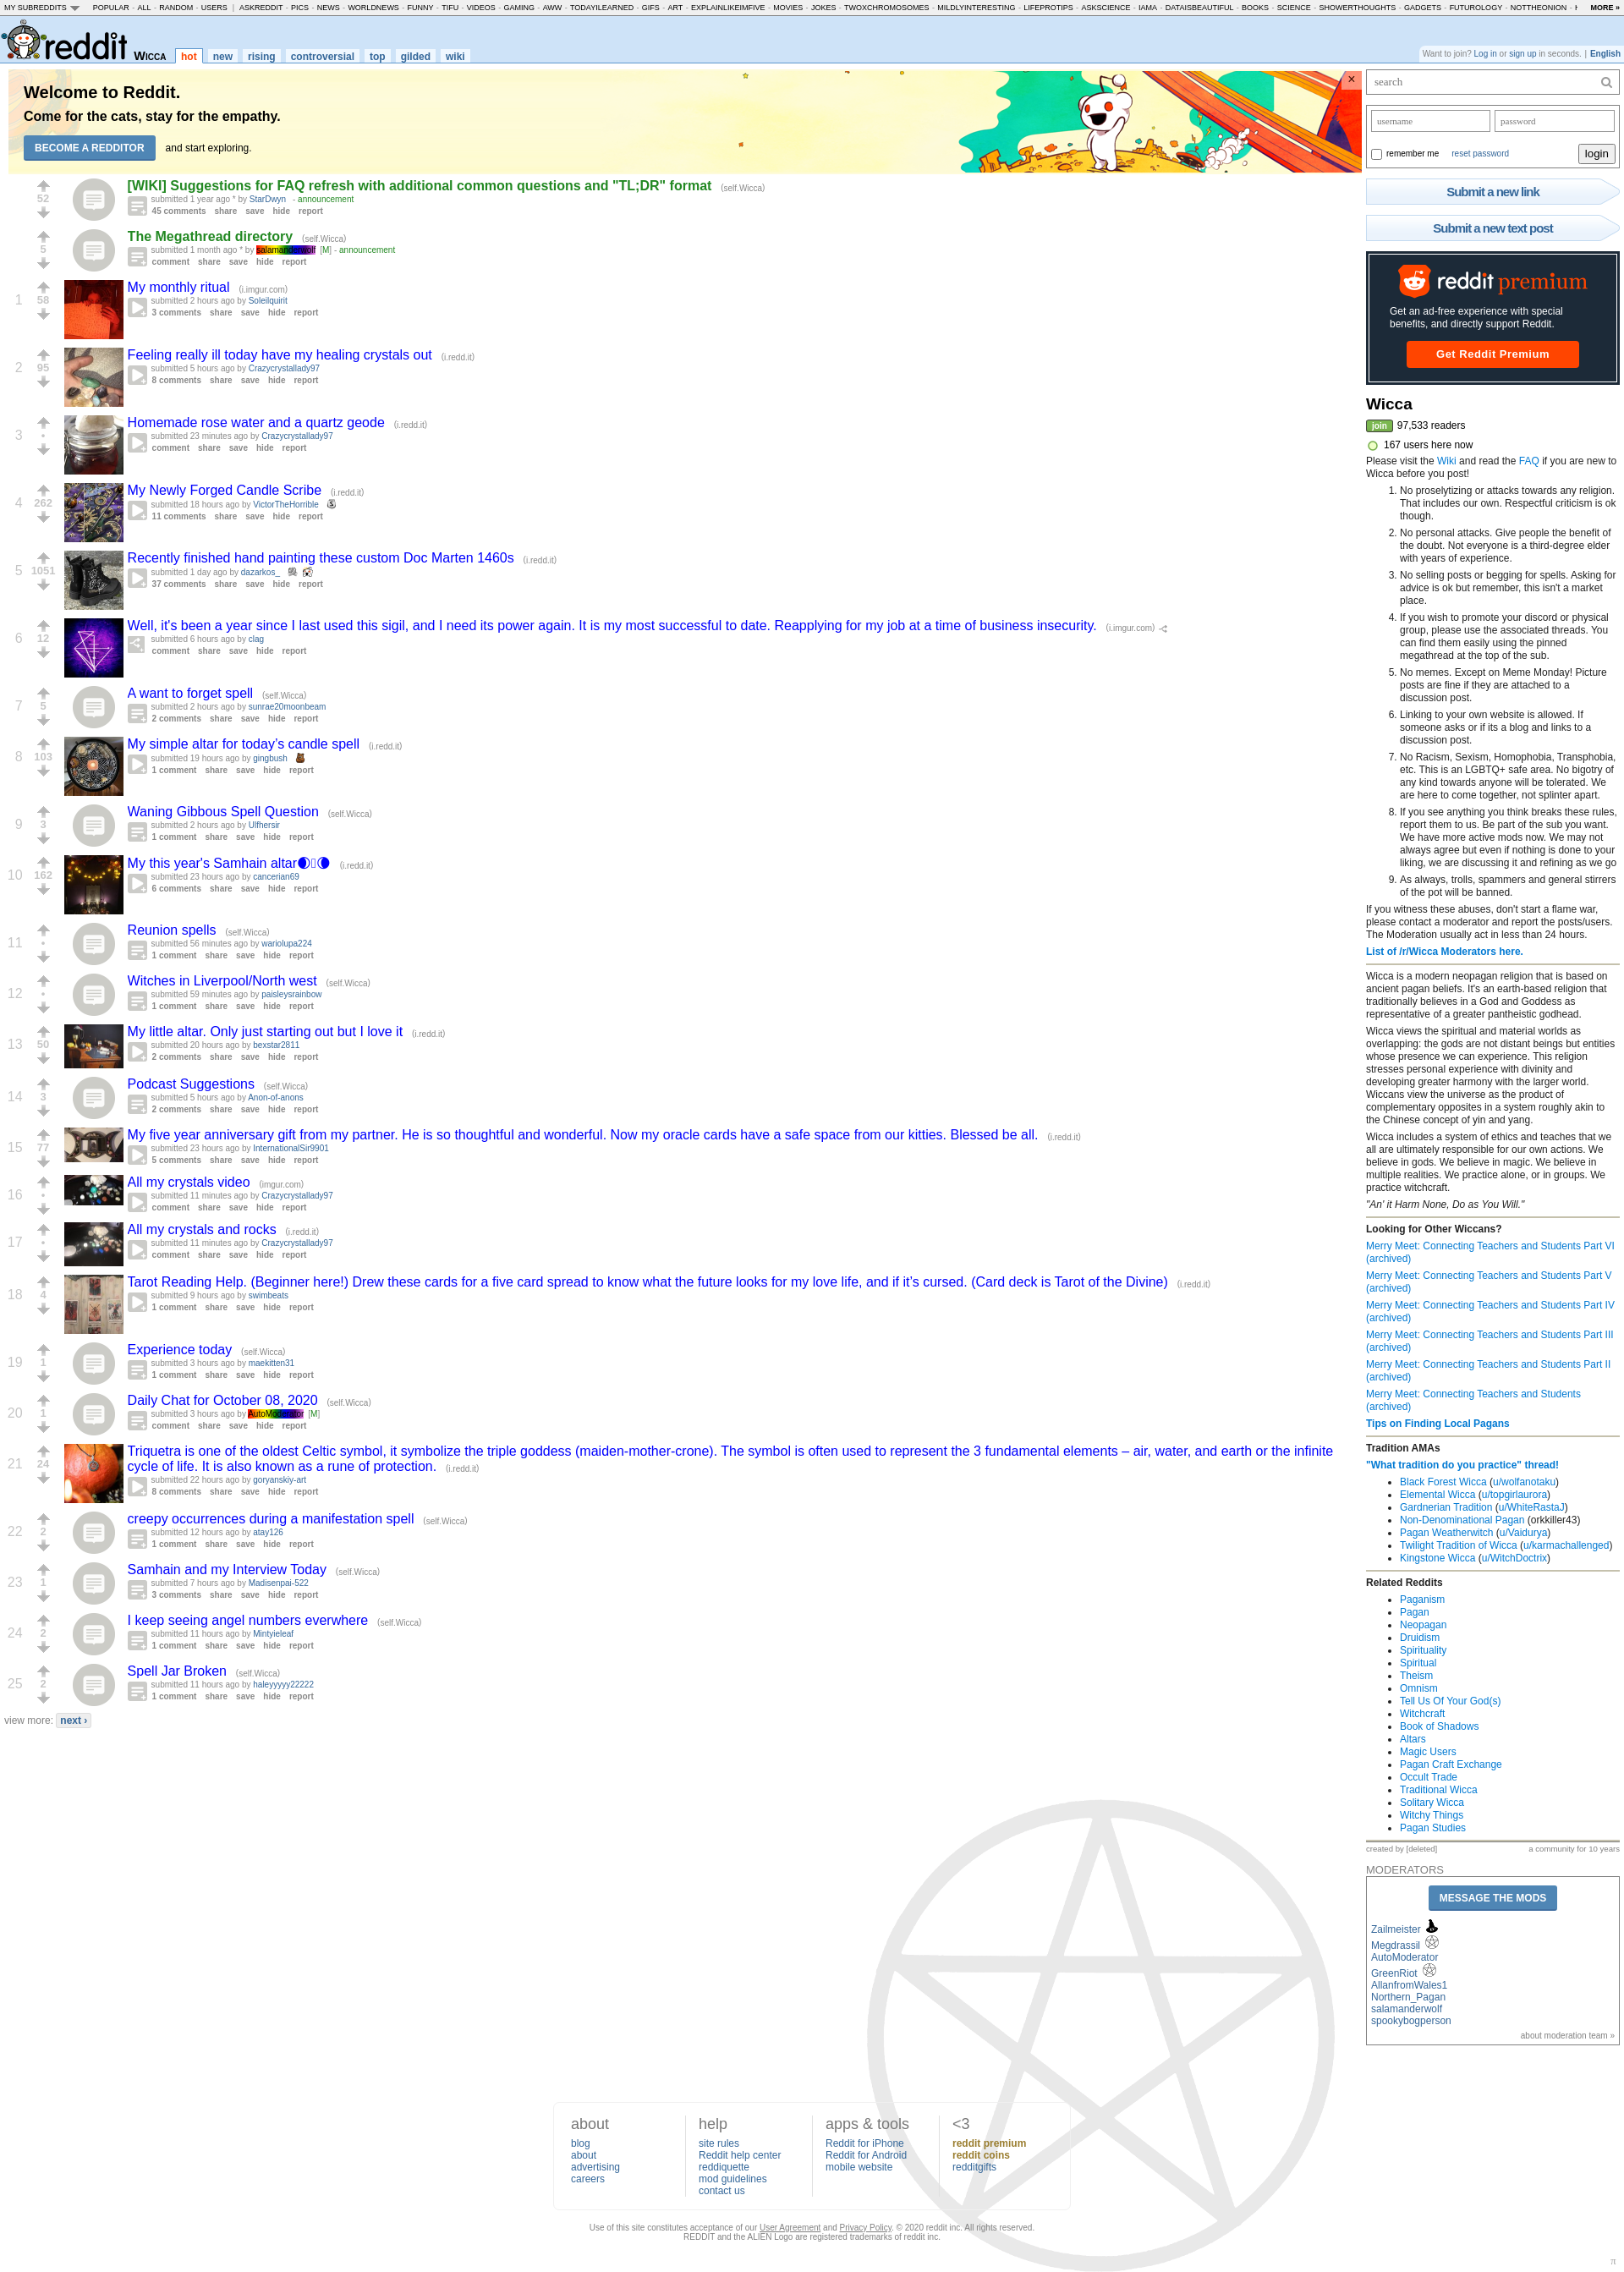 MY SUBREDDITS POPULAR - ALL - RANDOM - USERS | ASKREDDIT - PICS - NEWS - WORLDNEWS - FUNNY - TIFU - VIDEOS - GAMING - AWW - TODAYILEARNED - GIFS - ART - EXPLAINLIKEIMFIVE - MOVIES - JOKES - TWOXCHROMOSOMES - MILDLYINTERESTING - LIFEPROTIPS - ASKSCIENCE - IAMA - DATAISBEAUTIFUL - BOOKS - SCIENCE - SHOWERTHOUGHTS - GADGETS - FUTUROLOGY - NOTTHEONION - MORE »
reddit WICCA hot new rising controversial top gilded wiki
Want to join? Log in or sign up in seconds. | English
Welcome to Reddit.
Come for the cats, stay for the empathy.
BECOME A REDDITOR and start exploring.
×
52
[WIKI] Suggestions for FAQ refresh with additional common questions and "TL;DR" format (self.Wicca)
submitted 1 year ago * by StarDwyn - announcement
45 comments share save hide report
5
The Megathread directory (self.Wicca)
submitted 1 month ago * by salamanderwolf [M] - announcement
comment share save hide report
1 58
My monthly ritual (i.imgur.com)
submitted 2 hours ago by Soleilquirit
3 comments share save hide report
2 95
Feeling really ill today have my healing crystals out (i.redd.it)
submitted 5 hours ago by Crazycrystallady97
8 comments share save hide report
3 •
Homemade rose water and a quartz geode (i.redd.it)
submitted 23 minutes ago by Crazycrystallady97
comment share save hide report
4 262
My Newly Forged Candle Scribe (i.redd.it)
submitted 18 hours ago by VictorTheHorrible
11 comments share save hide report
5 1051
Recently finished hand painting these custom Doc Marten 1460s (i.redd.it)
submitted 1 day ago by dazarkos_
37 comments share save hide report
6 12
Well, it's been a year since I last used this sigil, and I need its power again. It is my most successful to date. Reapplying for my job at a time of business insecurity. (i.imgur.com)
submitted 6 hours ago by clag
comment share save hide report
7 5
A want to forget spell (self.Wicca)
submitted 2 hours ago by sunrae20moonbeam
2 comments share save hide report
8 103
My simple altar for today’s candle spell (i.redd.it)
submitted 19 hours ago by gingbush
1 comment share save hide report
9 3
Waning Gibbous Spell Question (self.Wicca)
submitted 2 hours ago by Ulfhersir
1 comment share save hide report
10 162
My this year's Samhain altar🌒▯🌘 (i.redd.it)
submitted 23 hours ago by cancerian69
6 comments share save hide report
11 •
Reunion spells (self.Wicca)
submitted 56 minutes ago by wariolupa224
1 comments share save hide report
12 •
Witches in Liverpool/North west (self.Wicca)
submitted 59 minutes ago by paisleysrainbow
1 comment share save hide report
13 50
My little altar. Only just starting out but I love it (i.redd.it)
submitted 20 hours ago by bexstar2811
2 comments share save hide report
14 3
Podcast Suggestions (self.Wicca)
submitted 5 hours ago by Anon-of-anons
2 comments share save hide report
15 77
My five year anniversary gift from my partner. He is so thoughtful and wonderful. Now my oracle cards have a safe space from our kitties. Blessed be all. (i.redd.it)
submitted 23 hours ago by InternationalSir9901
5 comments share save hide report
16 •
All my crystals video (imgur.com)
submitted 11 minutes ago by Crazycrystallady97
comment share save hide report
17 •
All my crystals and rocks (i.redd.it)
submitted 11 minutes ago by Crazycrystallady97
comment share save hide report
18 4
Tarot Reading Help. (Beginner here!) Drew these cards for a five card spread to know what the future looks for my love life, and if it’s cursed. (Card deck is Tarot of the Divine) (i.redd.it)
submitted 9 hours ago by swimbeats
1 comment share save hide report
19 1
Experience today (self.Wicca)
submitted 3 hours ago by maekitten31
1 comment share save hide report
20 1
Daily Chat for October 08, 2020 (self.Wicca)
submitted 3 hours ago by AutoModerator [M]
comment share save hide report
21 24
Triquetra is one of the oldest Celtic symbol, it symbolize the triple goddess (maiden-mother-crone). The symbol is often used to represent the 3 fundamental elements – air, water, and earth or the infinite
cycle of life. It is also known as a rune of protection. (i.redd.it)
submitted 22 hours ago by goryanskiy-art
8 comments share save hide report
22 2
creepy occurrences during a manifestation spell (self.Wicca)
submitted 12 hours ago by atay126
1 comment share save hide report
23 1
Samhain and my Interview Today (self.Wicca)
submitted 7 hours ago by Madisenpai-522
3 comments share save hide report
24 2
I keep seeing angel numbers everwhere (self.Wicca)
submitted 11 hours ago by Mintyieleaf
1 comment share save hide report
25 2
Spell Jar Broken (self.Wicca)
submitted 11 hours ago by haleyyyyy22222
1 comment share save hide report
view more: next ›
search
username password
remember me reset password login
Submit a new link
Submit a new text post
reddit premium
Get an ad-free experience with special
benefits, and directly support Reddit.
Get Reddit Premium
Wicca
join 97,533 readers
167 users here now
Please visit the Wiki and read the FAQ if you are new to
Wicca before you post!
1. No proselytizing or attacks towards any religion.
That includes our own. Respectful criticism is ok
though.
2. No personal attacks. Give people the benefit of
the doubt. Not everyone is a third-degree elder
with years of experience.
3. No selling posts or begging for spells. Asking for
advice is ok but remember, this isn't a market
place.
4. If you wish to promote your discord or physical
group, please use the associated threads. You
can find them easily using the pinned
megathread at the top of the sub.
5. No memes. Except on Meme Monday! Picture
posts are fine if they are attached to a
discussion post.
6. Linking to your own website is allowed. If
someone asks or if its a blog and links to a
discussion post.
7. No Racism, Sexism, Homophobia, Transphobia,
etc. This is an LGBTQ+ safe area. No bigotry of
any kind towards anyone will be tolerated. We
are here to come together, not splinter apart.
8. If you see anything you think breaks these rules,
report them to us. Be part of the sub you want.
We have more active mods now. We may not
always agree but even if nothing is done to your
liking, we are discussing it and refining as we go
9. As always, trolls, spammers and general stirrers
of the pot will be banned.
If you witness these abuses, don't start a flame war,
please contact a moderator and report the posts/users.
The Moderation usually act in less than 24 hours.
List of /r/Wicca Moderators here.
Wicca is a modern neopagan religion that is based on
ancient pagan beliefs. It's an earth-based religion that
traditionally believes in a God and Goddess as
representative of a greater pantheistic godhead.
Wicca views the spiritual and material worlds as
overlapping: the gods are not distant beings but entities
whose presence we can experience. This religion
stresses personal experience with divinity and
developing greater harmony with the larger world.
Wiccans view the universe as the product of
complementary opposites in a system roughly akin to
the Chinese concept of yin and yang.
Wicca includes a system of ethics and teaches that we
all are ultimately responsible for our own actions. We
believe in gods. We believe in magic. We believe in
multiple realities. We practice alone, or in groups. We
practice witchcraft.
"An' it Harm None, Do as You Will."
Looking for Other Wiccans?
Merry Meet: Connecting Teachers and Students Part VI
(archived)
Merry Meet: Connecting Teachers and Students Part V
(archived)
Merry Meet: Connecting Teachers and Students Part IV
(archived)
Merry Meet: Connecting Teachers and Students Part III
(archived)
Merry Meet: Connecting Teachers and Students Part II
(archived)
Merry Meet: Connecting Teachers and Students
(archived)
Tips on Finding Local Pagans
Tradition AMAs
"What tradition do you practice" thread!
• Black Forest Wicca (u/wolfanotaku)
• Elemental Wicca (u/topgirlaurora)
• Gardnerian Tradition (u/WhiteRastaJ)
• Non-Denominational Pagan (orkkiller43)
• Pagan Weatherwitch (u/Vaidurya)
• Twilight Tradition of Wicca (u/karmachallenged)
• Kingstone Wicca (u/WitchDoctrix)
Related Reddits
• Paganism
• Pagan
• Neopagan
• Druidism
• Spirituality
• Spiritual
• Theism
• Omnism
• Tell Us Of Your God(s)
• Witchcraft
• Book of Shadows
• Altars
• Magic Users
• Pagan Craft Exchange
• Occult Trade
• Traditional Wicca
• Solitary Wicca
• Witchy Things
• Pagan Studies
created by [deleted] a community for 10 years
MODERATORS
MESSAGE THE MODS
Zailmeister
Megdrassil
AutoModerator
GreenRiot
AllanfromWales1
Northern_Pagan
salamanderwolf
spookybogperson
about moderation team »
about
blog
about
advertising
careers
help
site rules
Reddit help center
reddiquette
mod guidelines
contact us
apps & tools
Reddit for iPhone
Reddit for Android
mobile website
<3
reddit premium
reddit coins
redditgifts
Use of this site constitutes acceptance of our User Agreement and Privacy Policy. © 2020 reddit inc. All rights reserved.
REDDIT and the ALIEN Logo are registered trademarks of reddit inc.
π